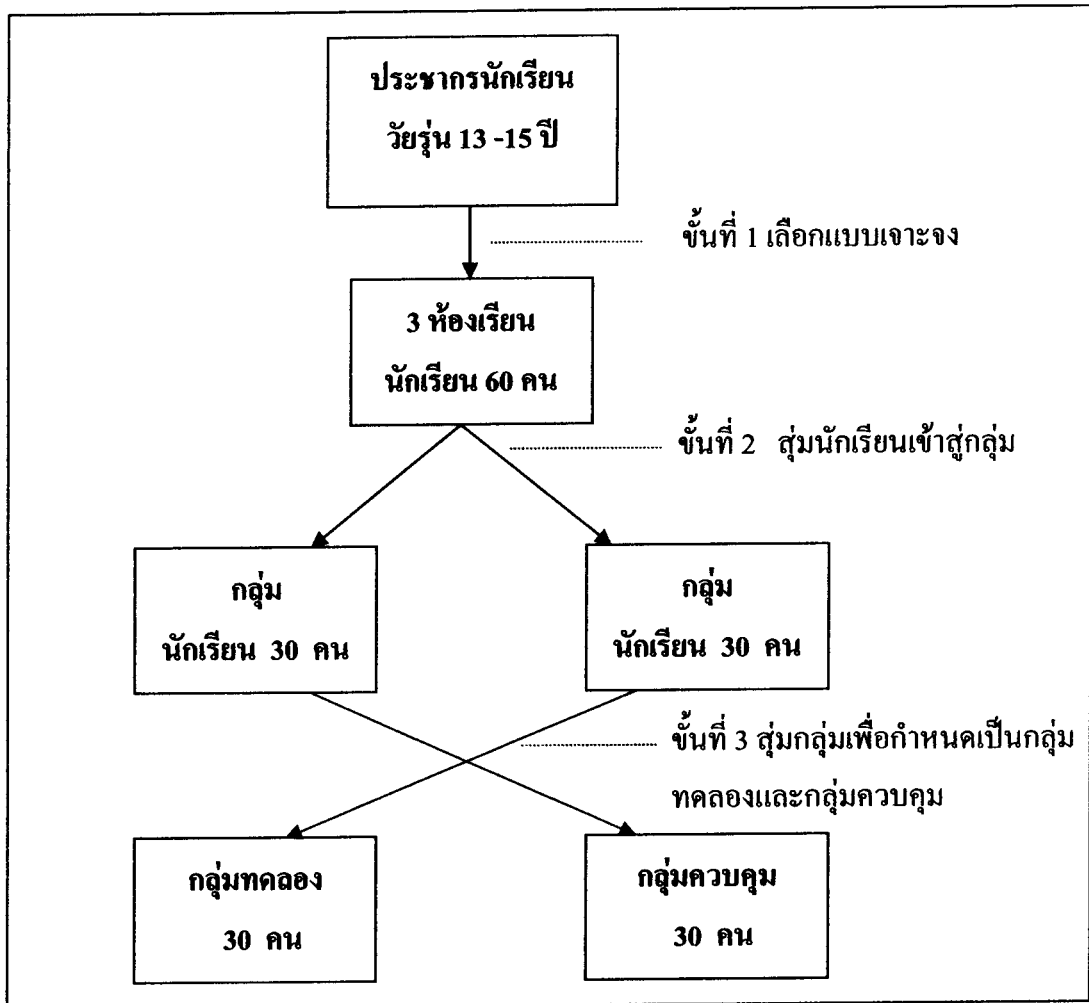 ประชากรนักเรียน
วัยรุ่น 13 -15 ปี
ขั้นที่ 1 เลือกแบบเจาะจง
3 ห้องเรียน
นักเรียน 60 คน
ขั้นที่ 2 สุ่มนักเรียนเข้าสู่กลุ่ม
กลุ่ม
นักเรียน 30 คน
กลุ่ม
นักเรียน 30 คน
ขั้นที่ 3 สุ่มกลุ่มเพื่อกำหนดเป็นกลุ่ม
ทดลองและกลุ่มควบคุม
กลุ่มทดลอง
30 คน
กลุ่มควบคุม
30 คน